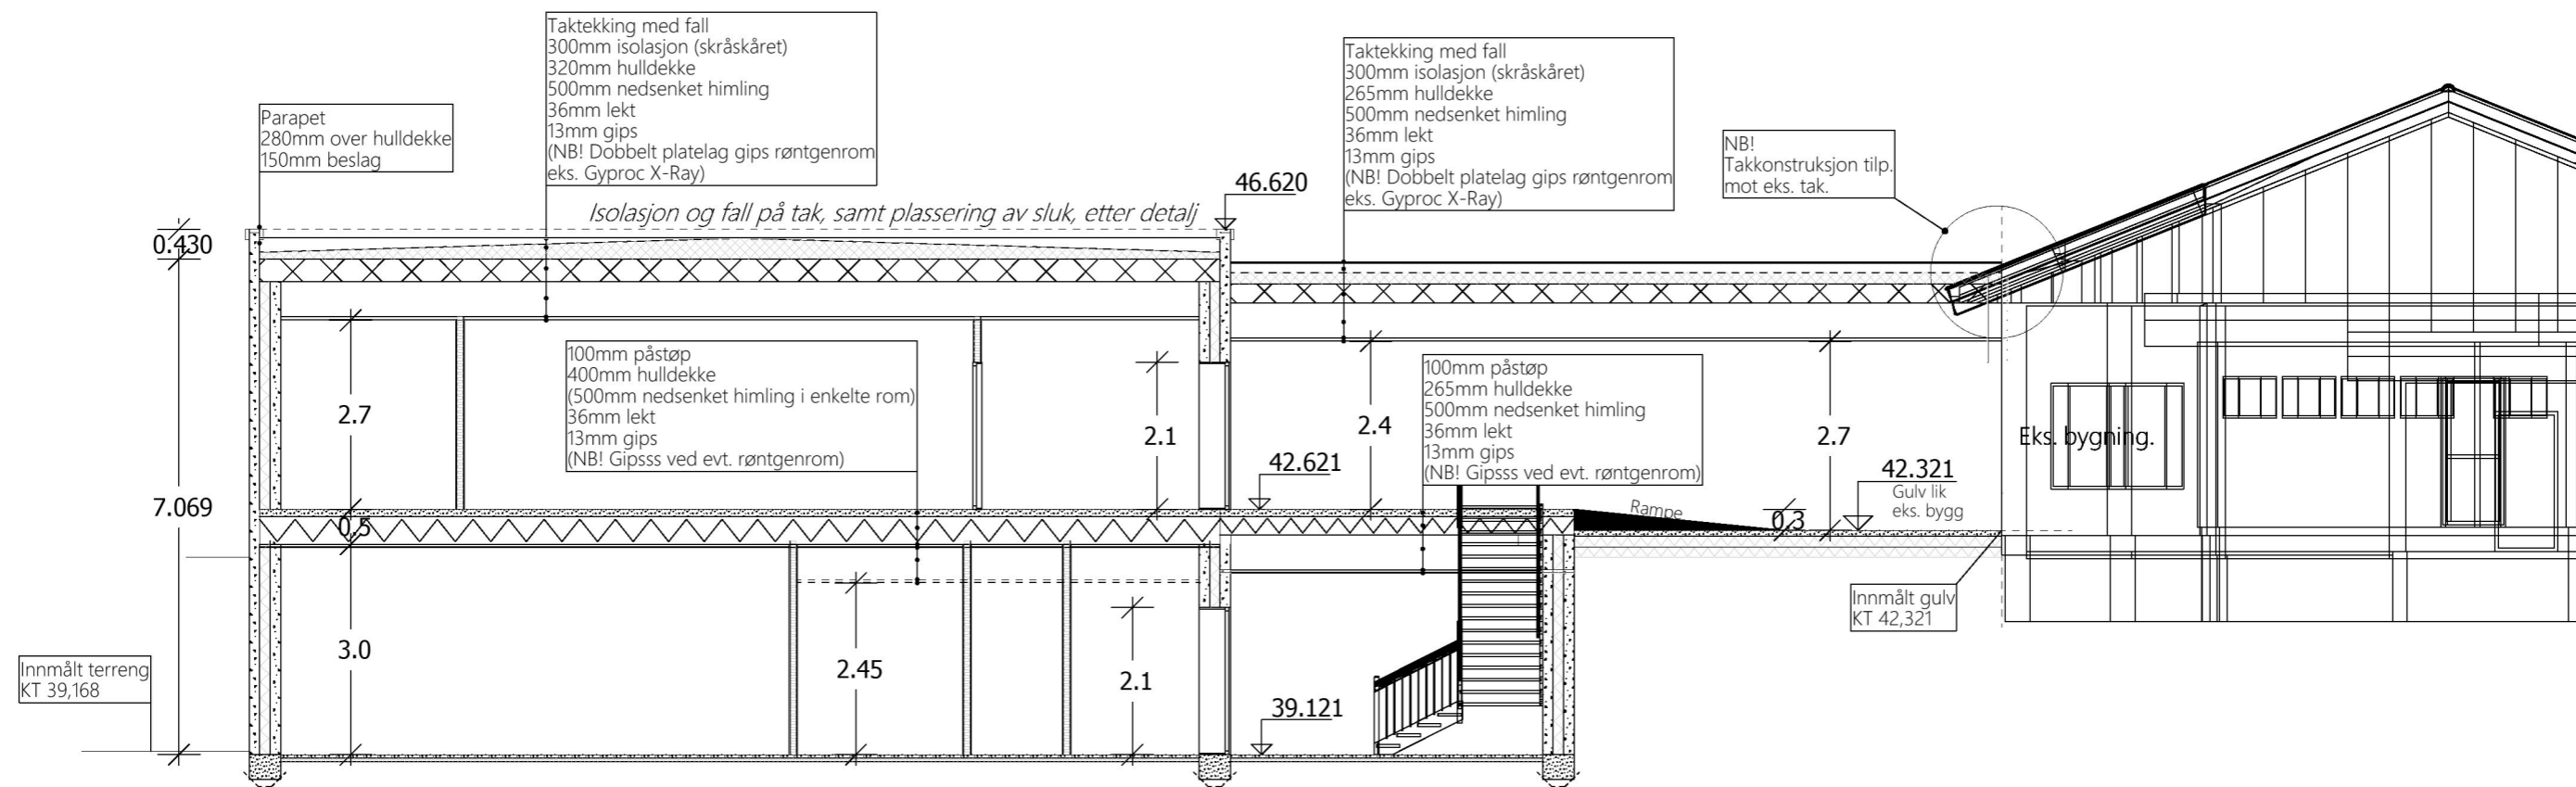 Taktekking med fall
300mm isolasjon (skråskåret)
320mm hulldekke
500mm nedsenket himling
36mm lekt
13mm gips
(NB! Dobbelt platelag gips røntgenrom
eks. Gyproc X-Ray)
Taktekking med fall
300mm isolasjon (skråskåret)
265mm hulldekke
500mm nedsenket himling
36mm lekt
13mm gips
(NB! Dobbelt platelag gips røntgenrom
eks. Gyproc X-Ray)
Parapet
280mm over hulldekke
150mm beslag
NB!
Takkonstruksjon tilp.
mot eks. tak.
46.620
Isolasjon og fall på tak, samt plassering av sluk, etter detalj
0.430
100mm påstøp
400mm hulldekke
(500mm nedsenket himling i enkelte rom)
36mm lekt
13mm gips
(NB! Gipsss ved evt. røntgenrom)
100mm påstøp
265mm hulldekke
500mm nedsenket himling
36mm lekt
13mm gips
(NB! Gipsss ved evt. røntgenrom)
2.7
2.1
2.4
2.7
Eks. bygning.
42.621
42.321
Gulv lik
eks. bygg
7.069
0.5
Rampe
0.3
Innmålt gulv
KT 42,321
3.0
2.45
2.1
Innmålt terreng
KT 39,168
39.121